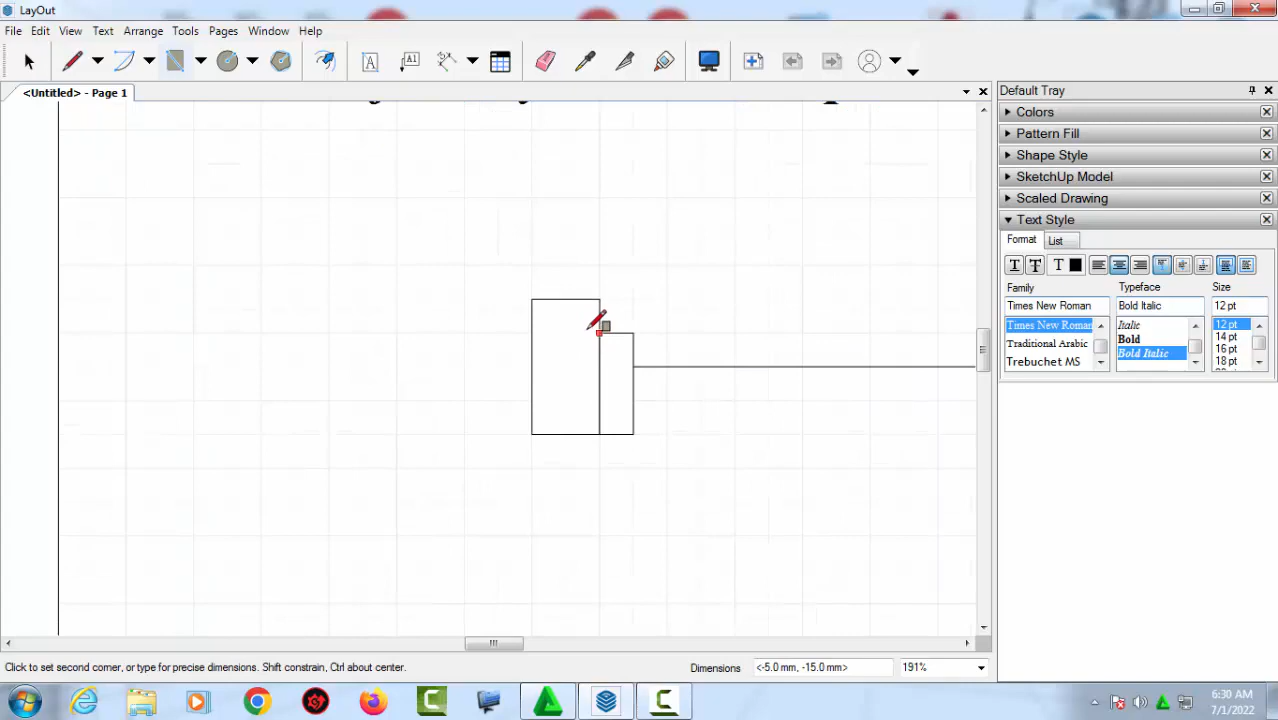 LayOut
File Edit View Text Arrange Tools Pages Window Help
A A1
<Untitled> - Page 1
Default Tray
Colors
Pattern Fill
Shape Style
SketchUp Model
Scaled Drawing
Text Style
Format List
T T T
Family Typeface Size
Times New Roman Bold Italic 12 pt
Times New Roman Italic 12 pt
Traditional Arabic Bold 14 pt
Trebuchet MS Bold Italic 16 pt
18 pt
Click to set second corner, or type for precise dimensions. Shift constrain, Ctrl about center. Dimensions <-5.0 mm, -15.0 mm> 191%
6:30 AM
7/1/2022